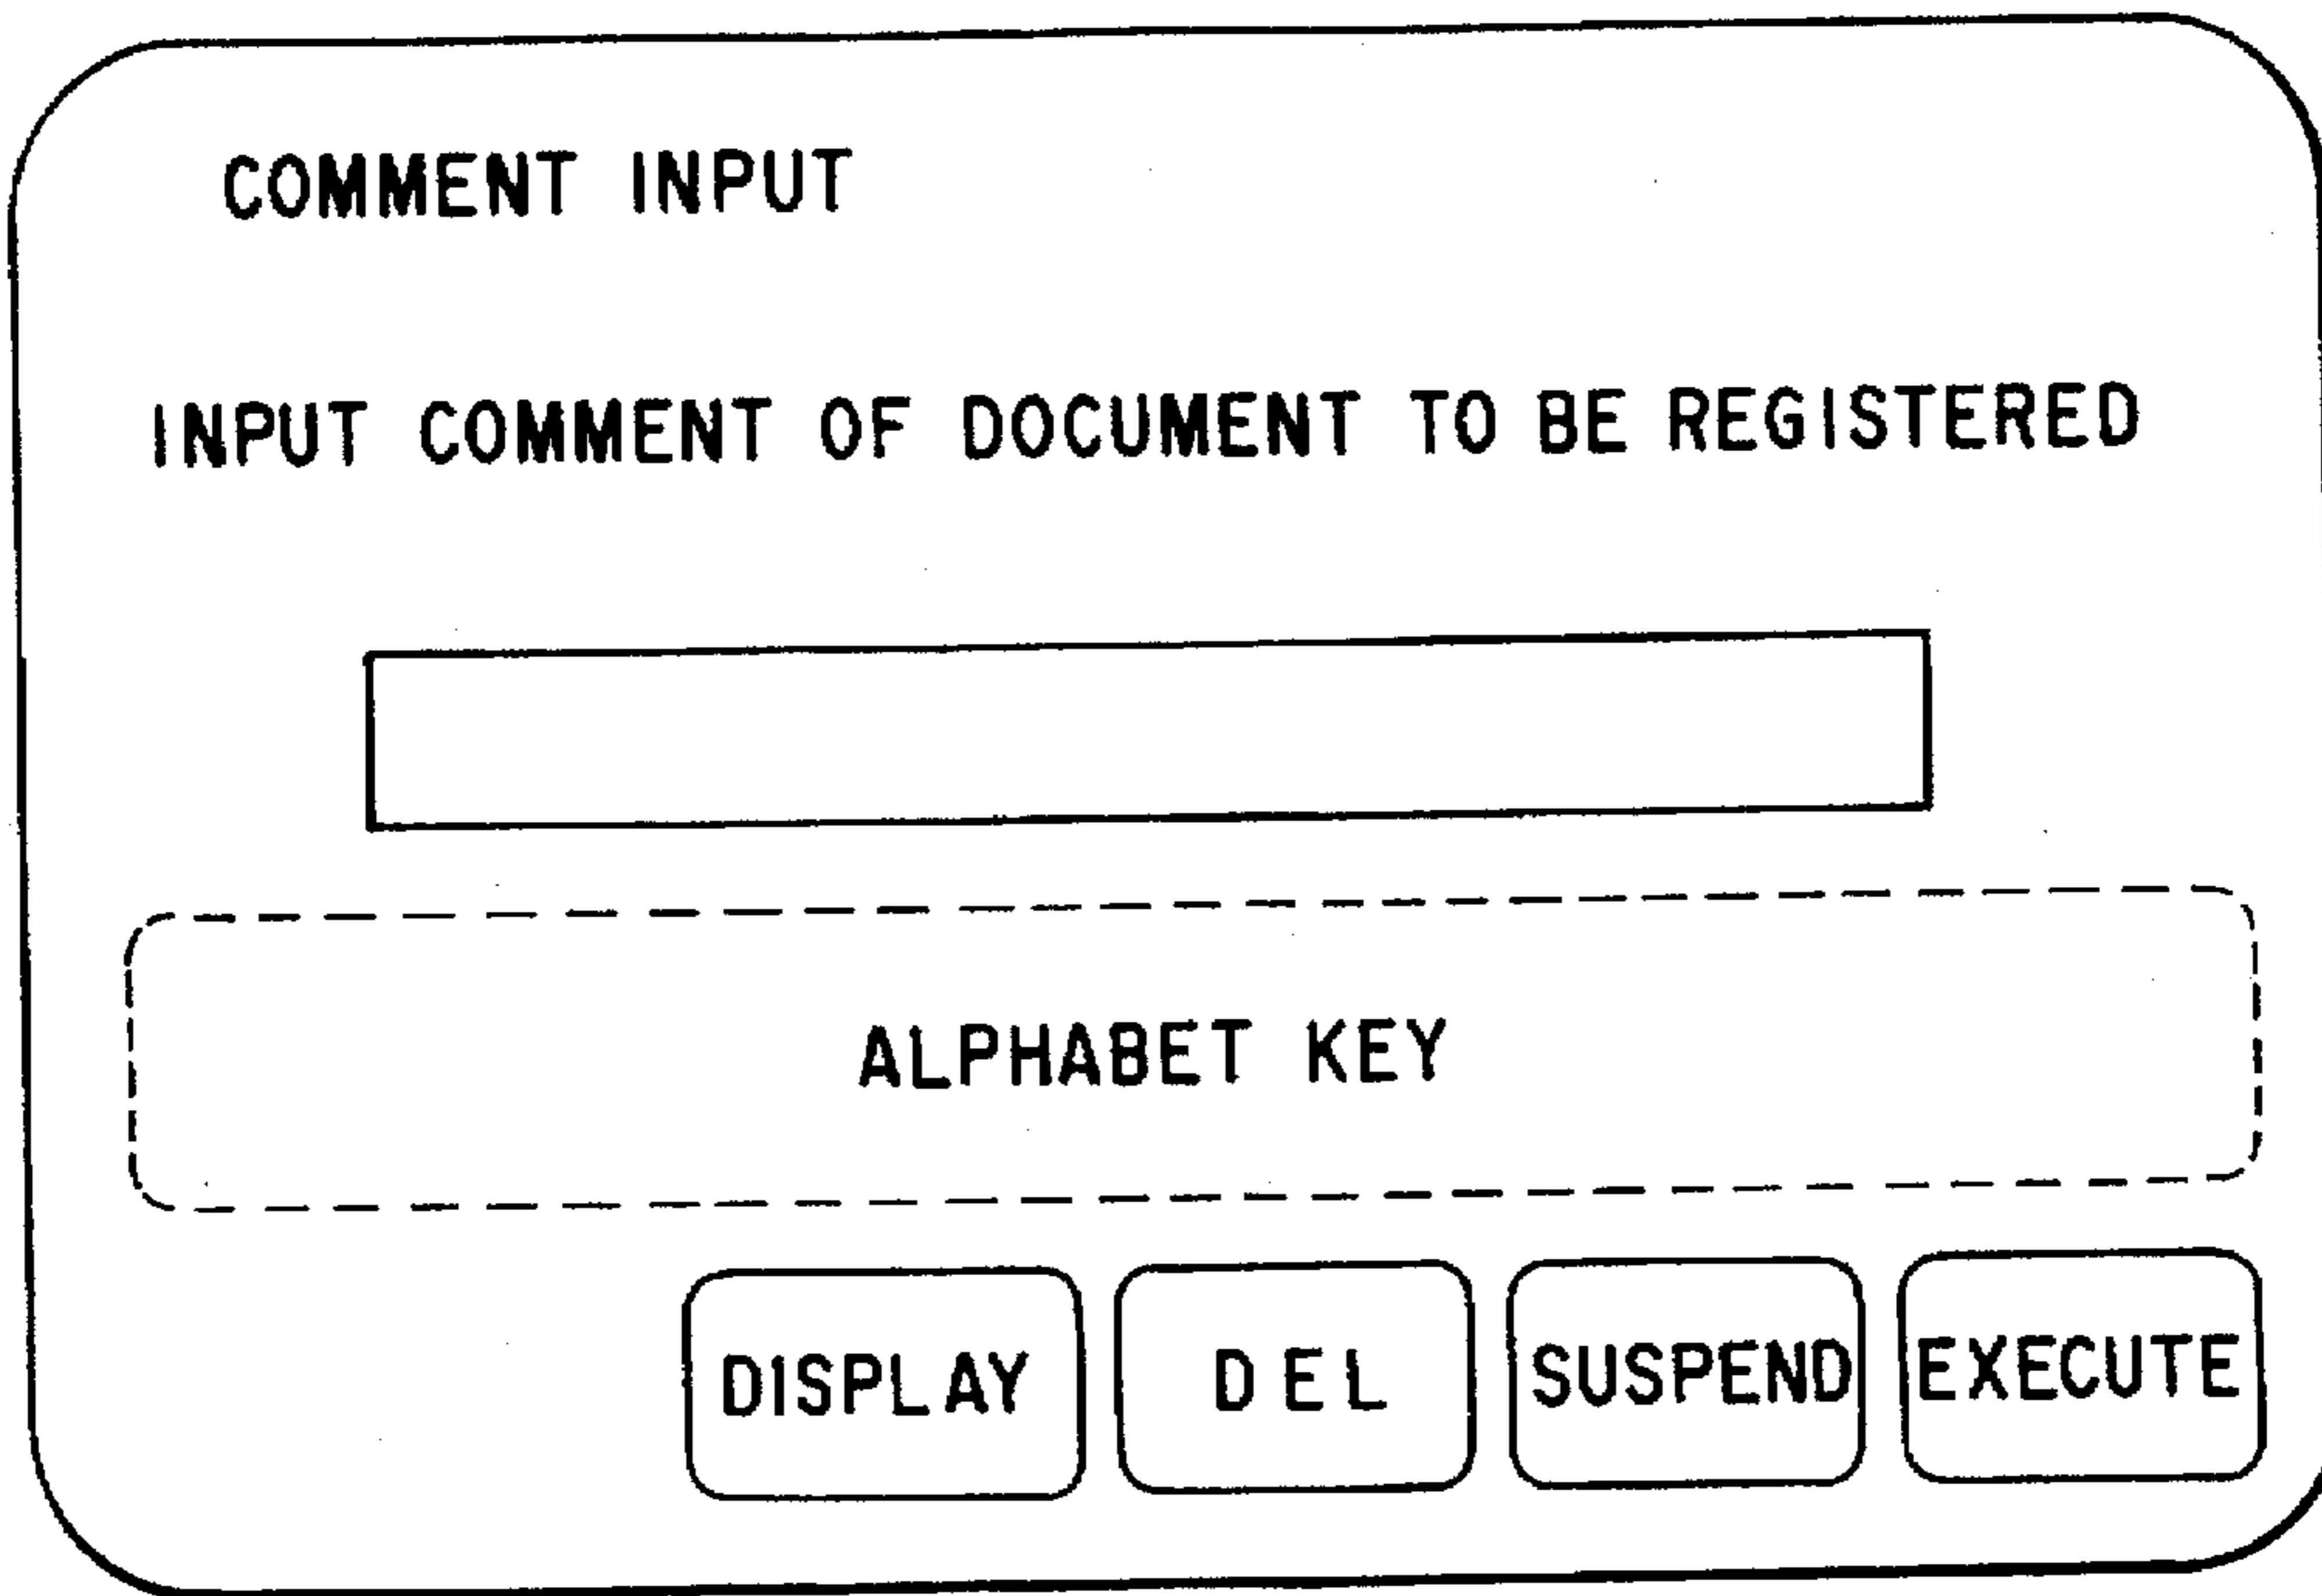 COMMENT INPUT
INPUT COMMENT OF DOCUMENT TO BE REGISTERED
ALPHABET KEY
DISPLAY DEL SUSPEND EXECUTE